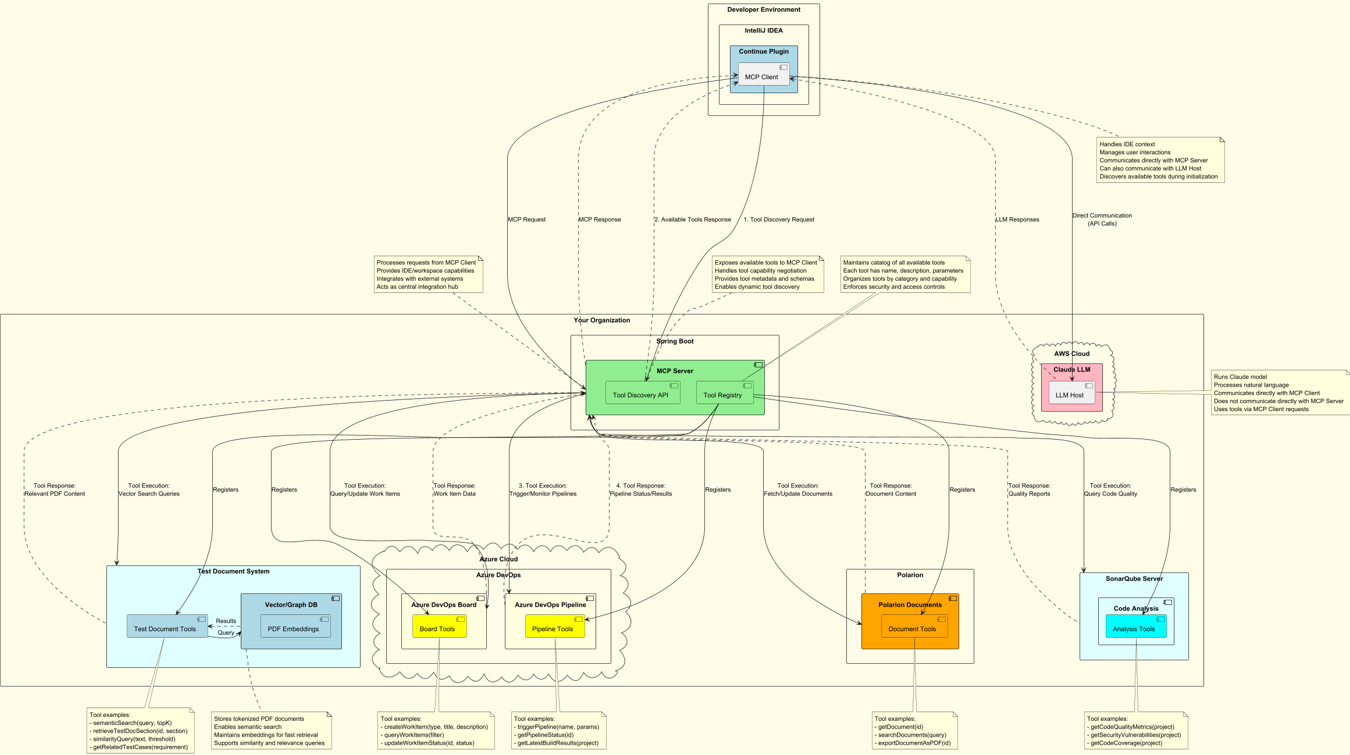 Developer Environment
IntelliJ IDEA
Continue Plugin
MCP Client
Handles IDE context
Manages user interactions
Communicates directly with MCP Server
Can also communicate with LLM Host
Discovers available tools during initialization
MCP Request
MCP Response
2. Available Tools Response
1. Tool Discovery Request
LLM Responses
Direct Communication
(API Calls)
Processes requests from MCP Client
Provides IDE/workspace capabilities
Integrates with external systems
Acts as central integration hub
Exposes available tools to MCP Client
Handles tool capability negotiation
Provides tool metadata and schemas
Enables dynamic tool discovery
Maintains catalog of all available tools
Each tool has name, description, parameters
Organizes tools by category and capability
Enforces security and access controls
Your Organization
Spring Boot
MCP Server
Tool Discovery API
Tool Registry
AWS Cloud
Claude LLM
LLM Host
Runs Claude model
Processes natural language
Communicates directly with MCP Client
Does not communicate directly with MCP Server
Uses tools via MCP Client requests
Tool Response:
Relevant PDF Content
Tool Execution:
Vector Search Queries
Registers
Registers
Tool Execution:
Query/Update Work Items
Tool Response:
Work Item Data
3. Tool Execution:
Trigger/Monitor Pipelines
4. Tool Response:
Pipeline Status/Results
Registers
Tool Execution:
Fetch/Update Documents
Tool Response:
Document Content
Registers
Tool Response:
Quality Reports
Tool Execution:
Query Code Quality
Registers
Test Document System
Test Document Tools
Results
Query
Vector/Graph DB
PDF Embeddings
Azure Cloud
Azure DevOps
Azure DevOps Board
Board Tools
Azure DevOps Pipeline
Pipeline Tools
Polarion
Polarion Documents
Document Tools
SonarQube Server
Code Analysis
Analysis Tools
Tool examples:
- semanticSearch(query, topK)
- retrieveTestDocSection(id, section)
- similarityQuery(text, threshold)
- getRelatedTestCases(requirement)
Stores tokenized PDF documents
Enables semantic search
Maintains embeddings for fast retrieval
Supports similarity and relevance queries
Tool examples:
- createWorkItem(type, title, description)
- queryWorkItems(filter)
- updateWorkItemStatus(id, status)
Tool examples:
- triggerPipeline(name, params)
- getPipelineStatus(id)
- getLatestBuildResults(project)
Tool examples:
- getDocument(id)
- searchDocuments(query)
- exportDocumentAsPDF(id)
Tool examples:
- getCodeQualityMetrics(project)
- getSecurityVulnerabilities(project)
- getCodeCoverage(project)